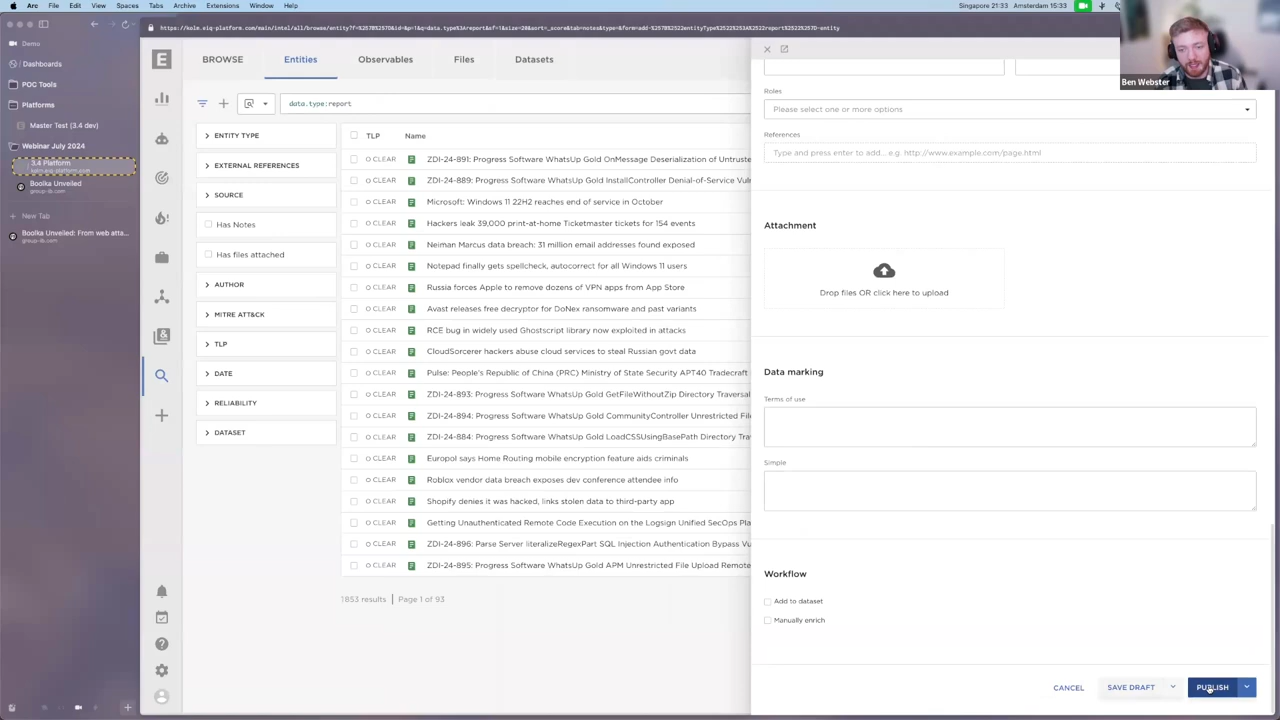 Arc File Edit View Spaces Tabs Archive Extensions Window Help
Singapore 21:33 Amsterdam 15:33
Demo
Dashboards
POC Tools
Platforms
Master Test (3.4 dev)
Webinar July 2024
3.4 Platform
Boolka Unveiled
group-ib.com
New Tab
Boolka Unveiled: From web atta...
group-ib.com
E
BROWSE Entities Observables Files Datasets
data.type:report
ENTITY TYPE
EXTERNAL REFERENCES
SOURCE
Has Notes
Has files attached
AUTHOR
MITRE ATT&CK
TLP
DATE
RELIABILITY
DATASET
TLP Name
CLEAR ZDI-24-891: Progress Software WhatsUp Gold OnMessage Deserialization of Untruste
CLEAR ZDI-24-889: Progress Software WhatsUp Gold InstallController Denial-of-Service Vul
CLEAR Microsoft: Windows 11 22H2 reaches end of service in October
CLEAR Hackers leak 39,000 print-at-home Ticketmaster tickets for 154 events
CLEAR Neiman Marcus data breach: 31 million email addresses found exposed
CLEAR Notepad finally gets spellcheck, autocorrect for all Windows 11 users
CLEAR Russia forces Apple to remove dozens of VPN apps from App Store
CLEAR Avast releases free decryptor for DoNex ransomware and past variants
CLEAR RCE bug in widely used Ghostscript library now exploited in attacks
CLEAR CloudSorcerer hackers abuse cloud services to steal Russian govt data
CLEAR Pulse: People's Republic of China (PRC) Ministry of State Security APT40 Tradecraft
CLEAR ZDI-24-893: Progress Software WhatsUp Gold GetFileWithoutZip Directory Traversal
CLEAR ZDI-24-894: Progress Software WhatsUp Gold CommunityController Unrestricted File
CLEAR ZDI-24-884: Progress Software WhatsUp Gold LoadCSSUsingBasePath Directory Trav
CLEAR Europol says Home Routing mobile encryption feature aids criminals
CLEAR Roblox vendor data breach exposes dev conference attendee info
CLEAR Shopify denies it was hacked, links stolen data to third-party app
CLEAR Getting Unauthenticated Remote Code Execution on the Logsign Unified SecOps Pla
CLEAR ZDI-24-896: Parse Server literalizeRegexPart SQL Injection Authentication Bypass Vu
CLEAR ZDI-24-895: Progress Software WhatsUp Gold APM Unrestricted File Upload Remote
1853 results Page 1 of 93
Roles
Please select one or more options
References
Type and press enter to add... e.g. http://www.example.com/page.html
Attachment
Drop files OR click here to upload
Data marking
Terms of use
Simple
Workflow
Add to dataset
Manually enrich
CANCEL SAVE DRAFT PUBLISH
Ben Webster